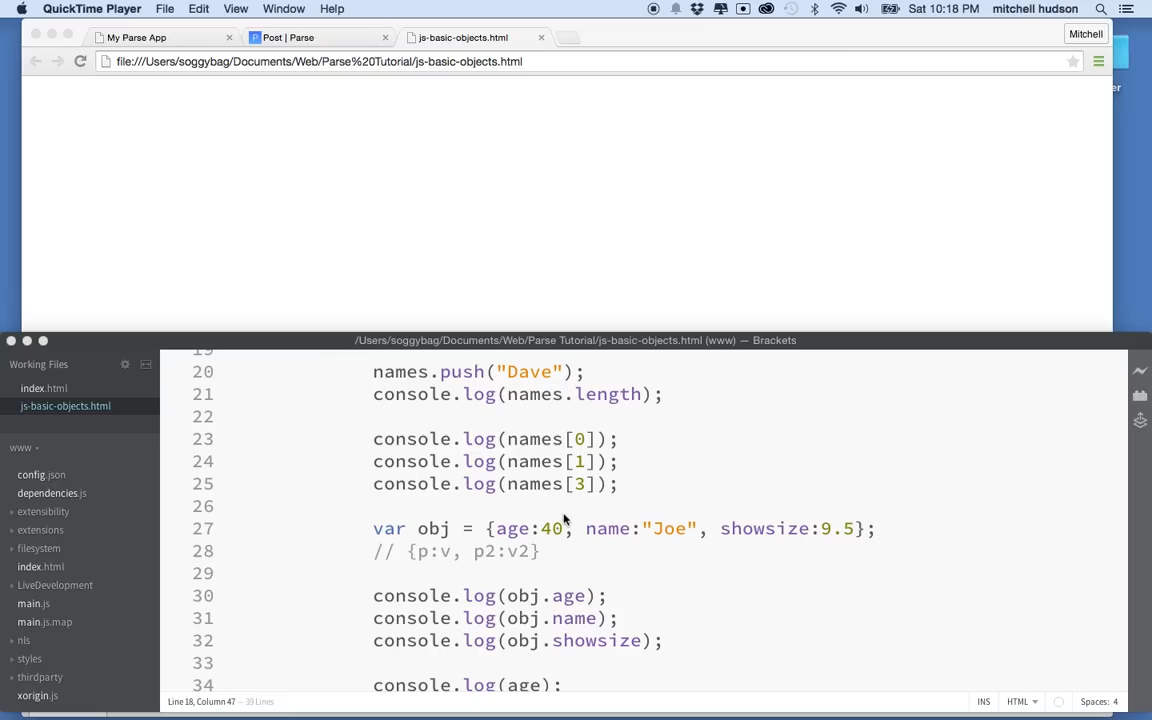 QuickTime Player File Edit View Window Help Sat 10:18 PM mitchell hudson
My Parse App Post | Parse js-basic-objects.html Mitchell
file:///Users/soggybag/Documents/Web/Parse%20Tutorial/js-basic-objects.html
er
/Users/soggybag/Documents/Web/Parse Tutorial/js-basic-objects.html (www) — Brackets
Working Files
index.html
js-basic-objects.html
www
config.json
dependencies.js
extensibility
extensions
filesystem
index.html
LiveDevelopment
main.js
main.js.map
nls
styles
thirdparty
xorigin.js
19
20 names.push("Dave");
21 console.log(names.length);
22
23 console.log(names[0]);
24 console.log(names[1]);
25 console.log(names[3]);
26
27 var obj = {age:40, name:"Joe", showsize:9.5};
28 // {p:v, p2:v2}
29
30 console.log(obj.age);
31 console.log(obj.name);
32 console.log(obj.showsize);
33
34 console.log(age);
Line 18, Column 47 — 39 Lines INS HTML Spaces: 4